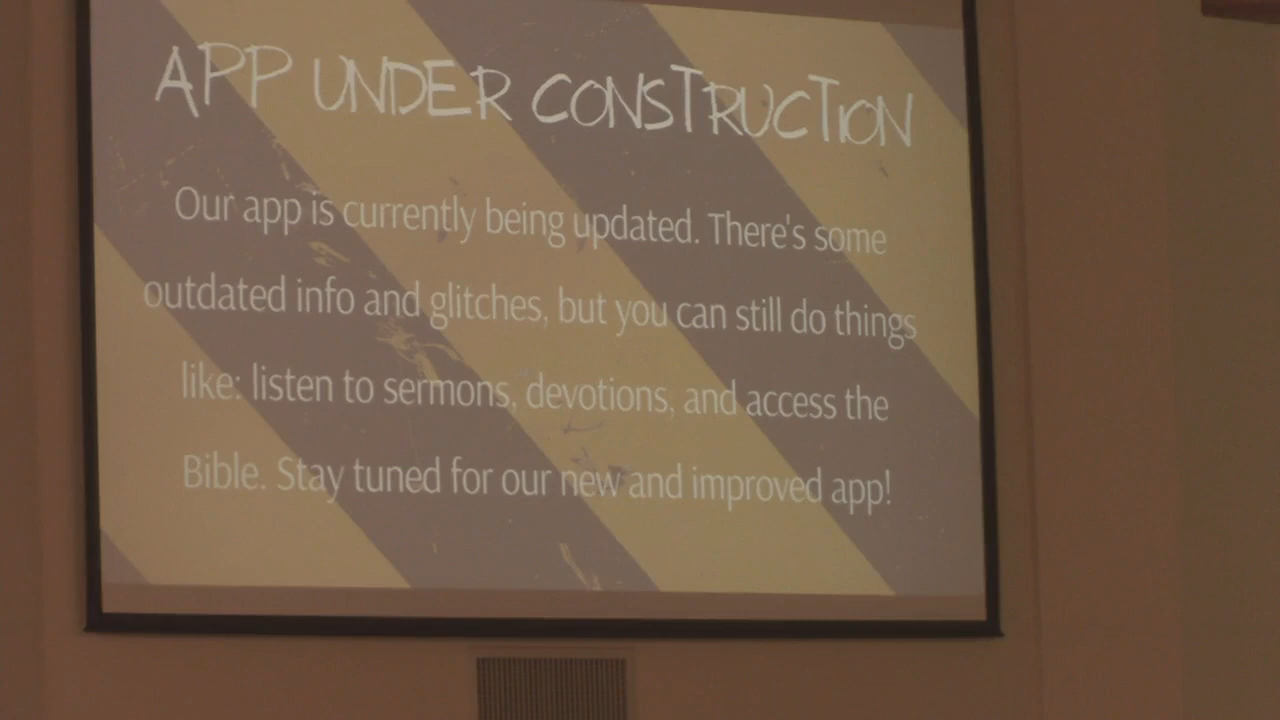 APP UNDER CONSTRUCTION
Our app is currently being updated. There's some
outdated info and glitches, but you can still do things
like: listen to sermons, devotions, and access the
Bible. Stay tuned for our new and improved app!